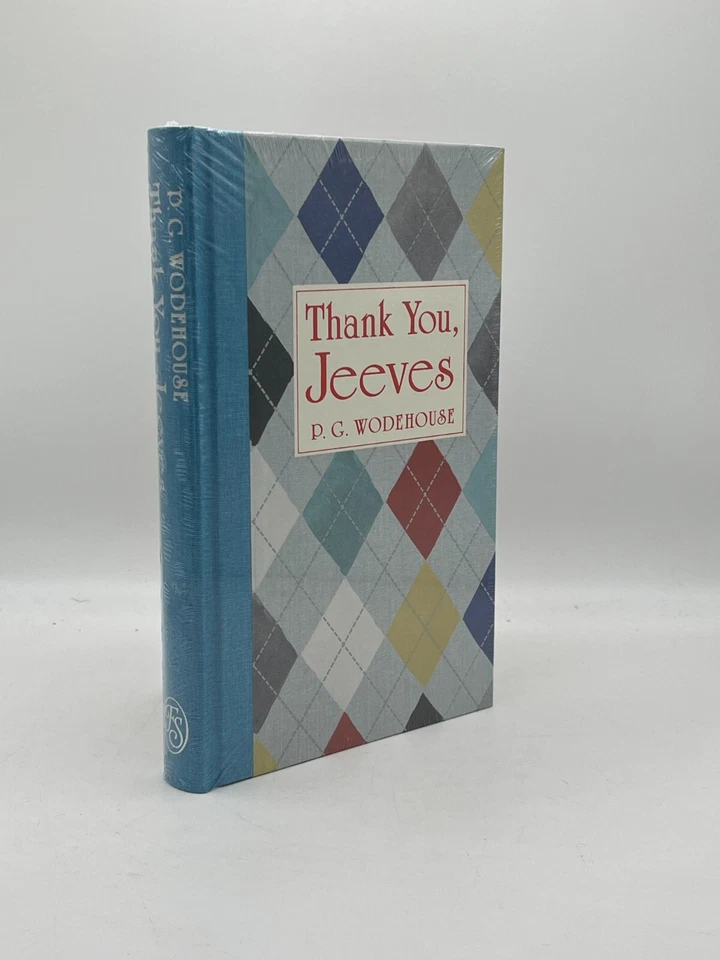 Thank You,
Jeeves
P. G. WODEHOUSE
P. G. WODEHOUSE
Thank You, Jeeves
FS